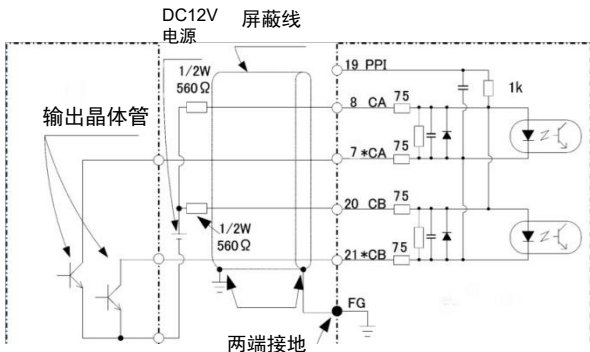 DC12V
电源
屏蔽线
19 PPI
1/2W
560Ω
8 CA
75
1k
输出晶体管
7 *CA
75
20 CB
75
1/2W
560Ω
21 *CB
75
FG
两端接地